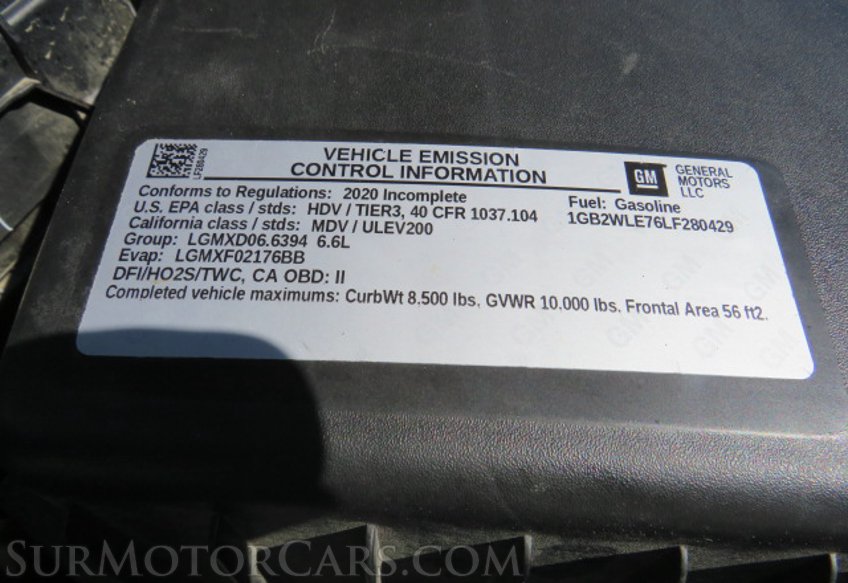 LF280429
VEHICLE EMISSION
CONTROL INFORMATION
GM
GENERAL
MOTORS
LLC
Conforms to Regulations: 2020 Incomplete
Fuel: Gasoline
U.S. EPA class / stds: HDV / TIER3, 40 CFR 1037.104
1GB2WLE76LF280429
California class / stds: MDV / ULEV200
Group: LGMXD06.6394 6.6L
Evap: LGMXF02176BB
DFI/HO2S/TWC, CA OBD: II
Completed vehicle maximums: CurbWt 8,500 lbs, GVWR 10,000 lbs, Frontal Area 56 ft2.
SURMOTORCARS.COM